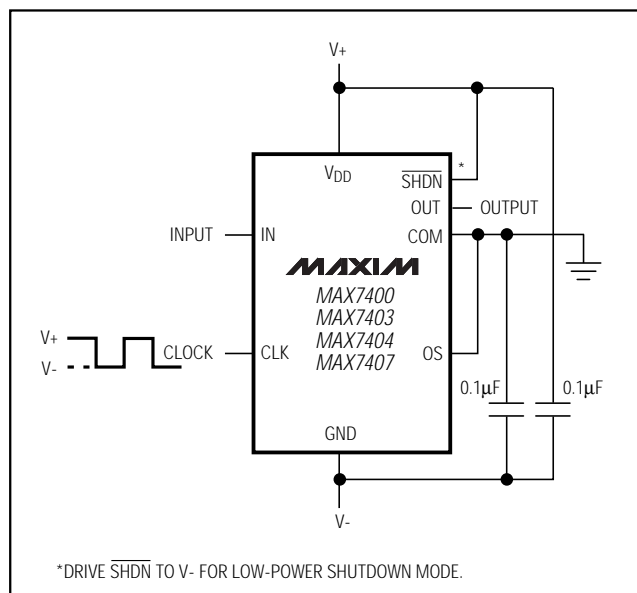 V+
VDD
*
SHDN
OUT
OUTPUT
INPUT
IN
COM
MAXIM
MAX7400
MAX7403
MAX7404
MAX7407
V+
V-
CLOCK
CLK
OS
0.1μF
0.1μF
GND
V-
*DRIVE SHDN TO V- FOR LOW-POWER SHUTDOWN MODE.